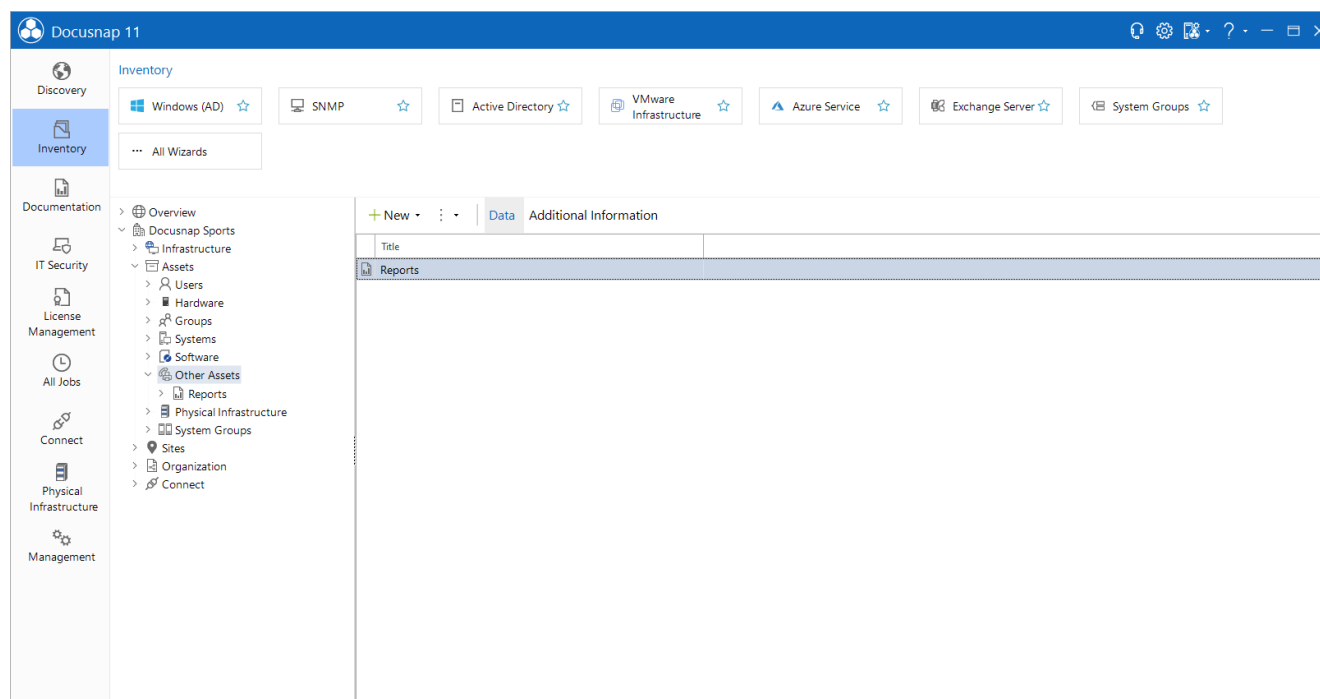 Docusnap 11
Discovery
Inventory
Documentation
IT Security
License
Management
All Jobs
Connect
Physical
Infrastructure
Management
Inventory
Windows (AD)
SNMP
Active Directory
VMware
Infrastructure
Azure Service
Exchange Server
System Groups
All Wizards
Overview
Docusnap Sports
Infrastructure
Assets
Users
Hardware
Groups
Systems
Software
Other Assets
Reports
Physical Infrastructure
System Groups
Sites
Organization
Connect
New
Data
Additional Information
Title
Reports